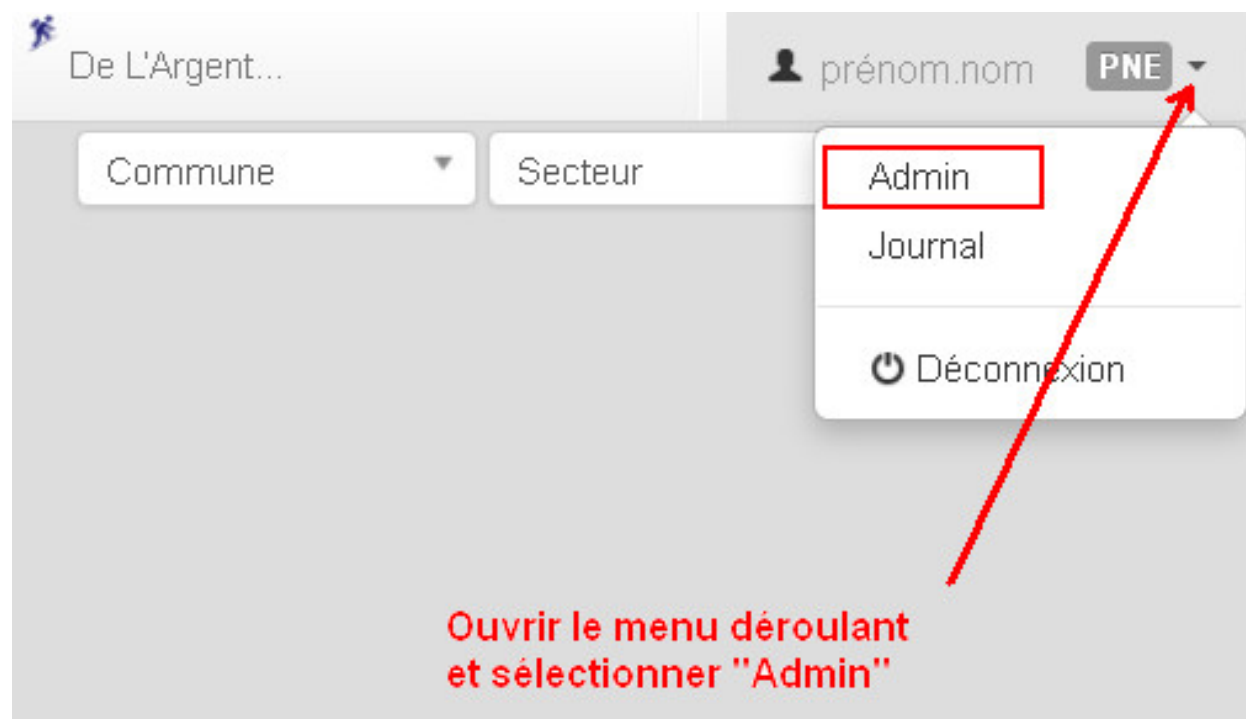 De L'Argent...
prénom.nom PNE
Commune
Secteur
Admin
Journal
Déconnexion
Ouvrir le menu déroulant
et sélectionner "Admin"